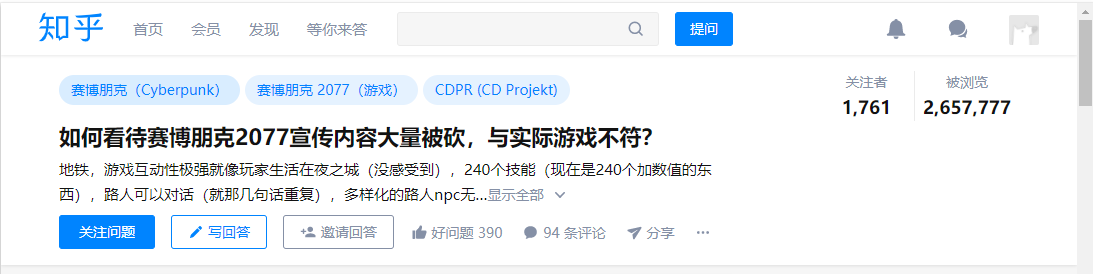 知乎 首页 会员 发现 等你来答 提问
赛博朋克（Cyberpunk） 赛博朋克 2077（游戏） CDPR (CD Projekt)
关注者 被浏览
1,761 2,657,777
如何看待赛博朋克2077宣传内容大量被砍，与实际游戏不符？
地铁，游戏互动性极强就像玩家生活在夜之城（没感受到），240个技能（现在是240个加数值的东
西），路人可以对话（就那几句话重复），多样化的路人npc无...显示全部
关注问题 写回答 邀请回答 好问题 390 94 条评论 分享